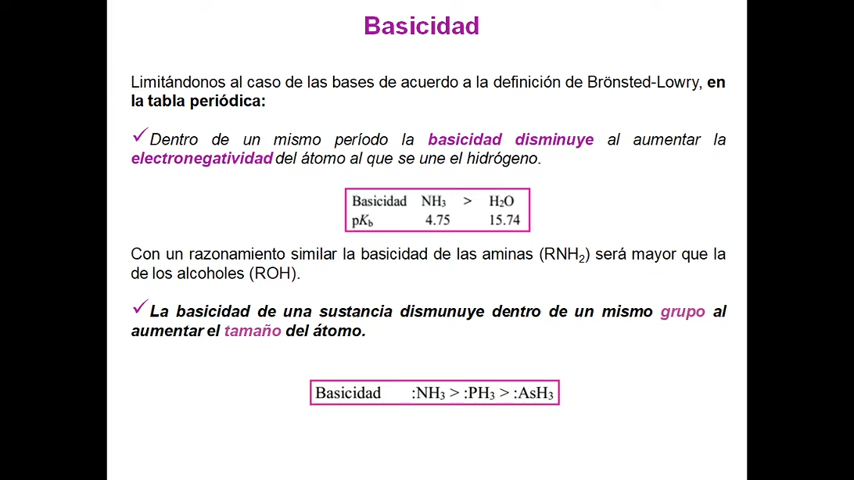 Basicidad
Limitándonos al caso de las bases de acuerdo a la definición de Brönsted-Lowry, en
la tabla periódica:
✓Dentro de un mismo período la basicidad disminuye al aumentar la
electronegatividad del átomo al que se une el hidrógeno.
Basicidad NH₃ > H₂O
pKb 4.75 15.74
Con un razonamiento similar la basicidad de las aminas (RNH₂) será mayor que la
de los alcoholes (ROH).
✓La basicidad de una sustancia dismunuye dentro de un mismo grupo al
aumentar el tamaño del átomo.
Basicidad :NH₃ > :PH₃ > :AsH₃